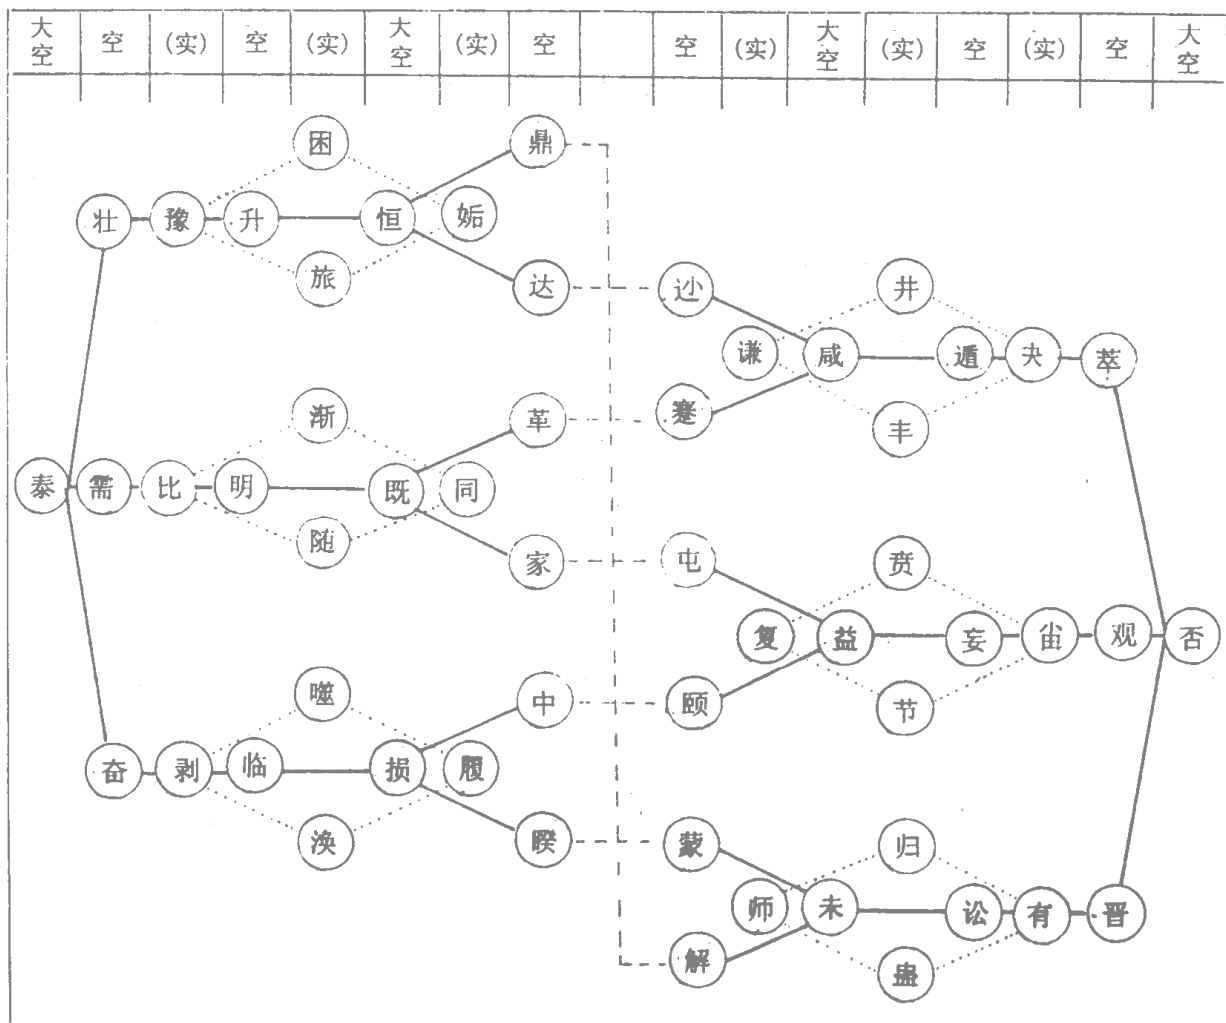 大空 空 (实) 空 (实) 大空 (实) 空 空 (实) 大空 (实) 空 (实) 空 大空
困 鼎
壮 豫 升 恒 姤
旅 达 沙 井
谦 咸 遁 夬 萃
渐 革 蹇 丰
泰 需 比 明 既 同
随 家 屯 贲
复 益 妄 畄 观 否
噬 中 颐 节
奋 剥 临 损 履
涣 睽 蒙 归
师 未 讼 有 晋
解 蛊